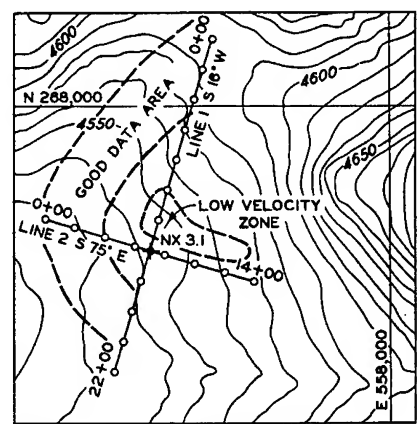 4600
0+00
4600
N 268,000
4550
GOOD DATA AREA
LINE 1 S 16° W
4650
0+00
LOW VELOCITY
ZONE
LINE 2 S 75° E
NX 3.1
14+00
22+00
E 558,000